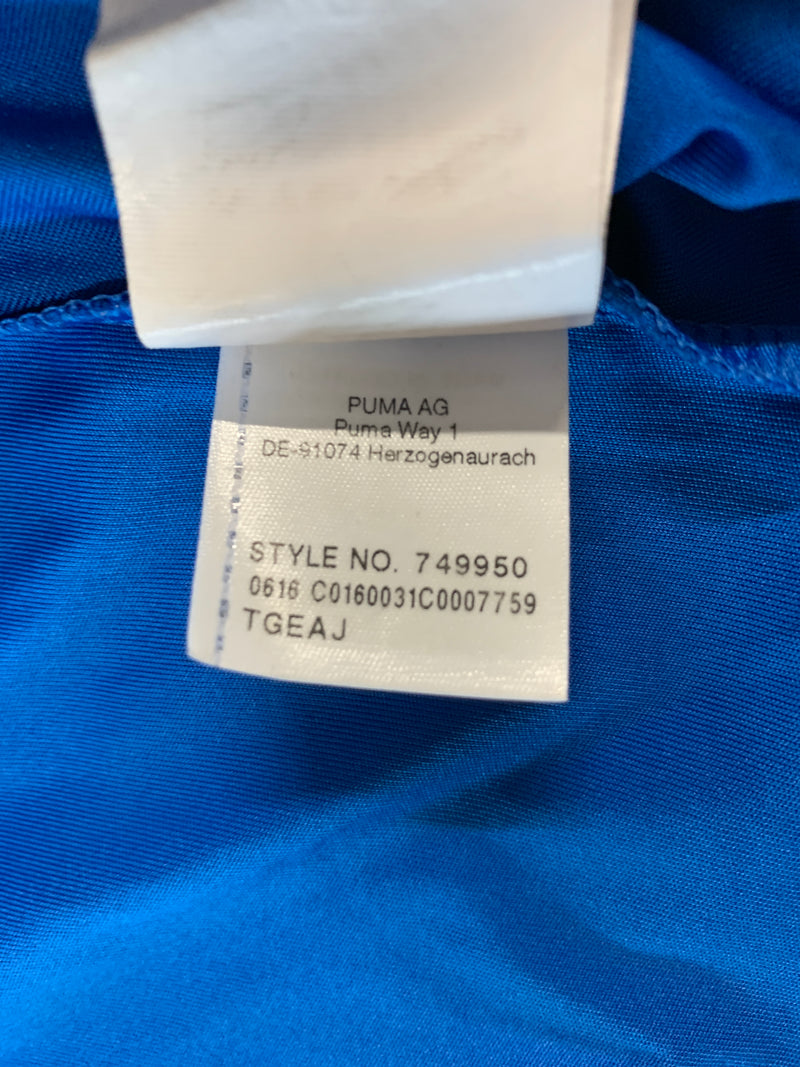 PUMA AG
Puma Way 1
DE-91074 Herzogenaurach
STYLE NO. 749950
0616 C0160031C0007759
TGEAJ